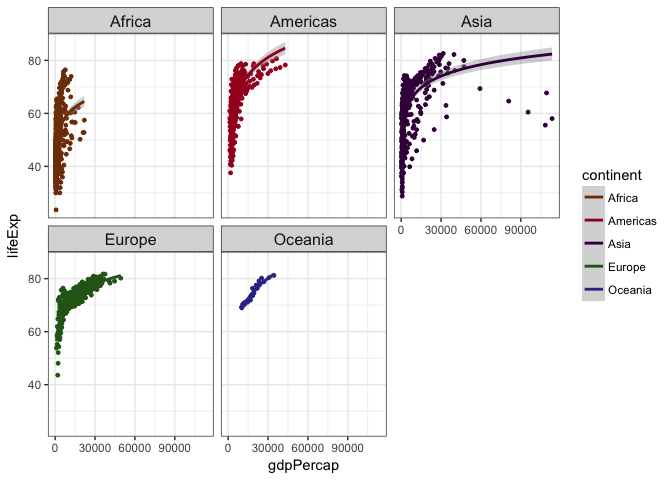 Africa Americas Asia
80
60
40
0 30000 60000 90000
Europe Oceania
80
60
40
0 30000 60000 90000 0 30000 60000 90000
gdpPercap
lifeExp
continent
Africa
Americas
Asia
Europe
Oceania